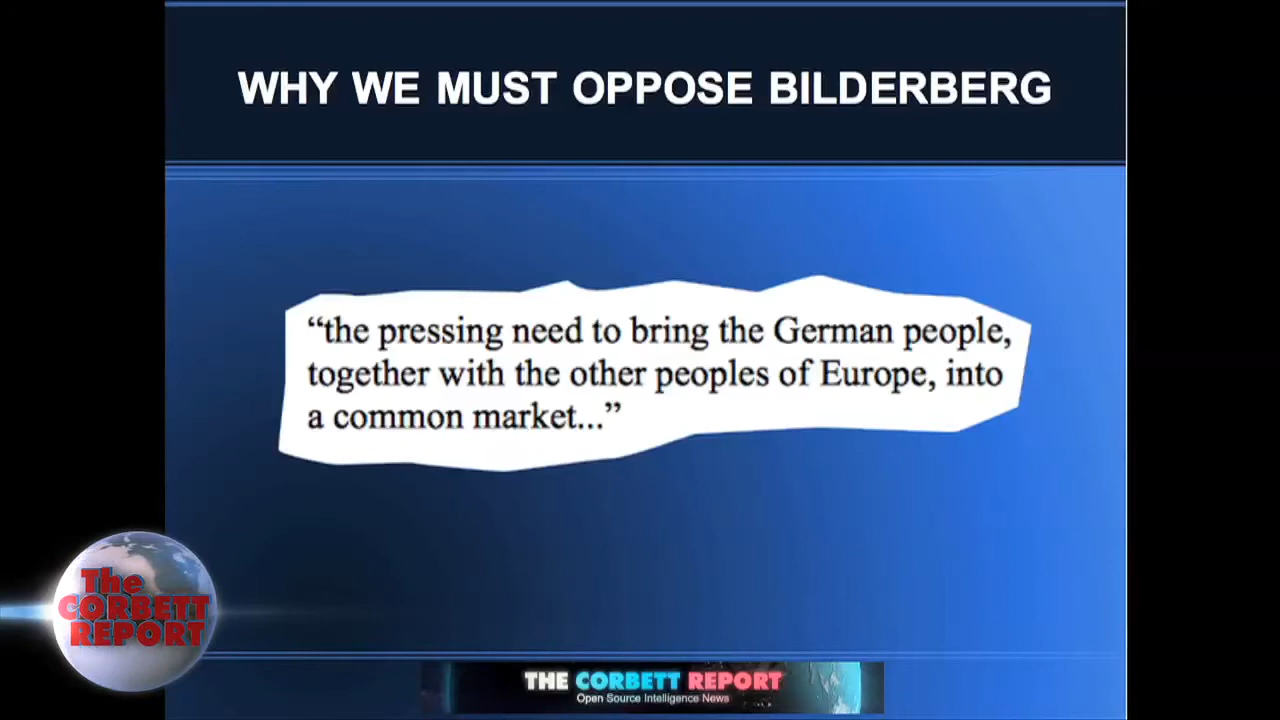 WHY WE MUST OPPOSE BILDERBERG
“the pressing need to bring the German people,
together with the other peoples of Europe, into
a common market...”
The
CORBETT
REPORT
THE CORBETT REPORT
Open Source Intelligence News